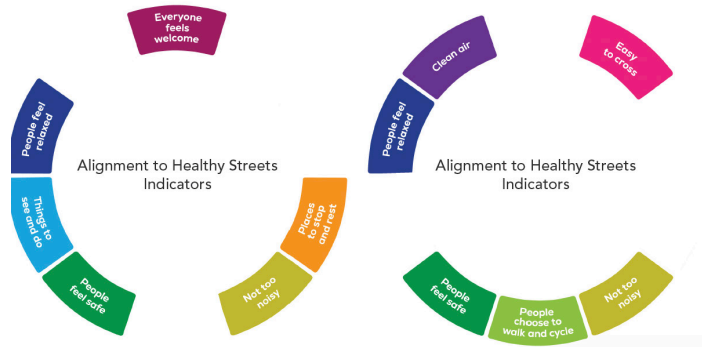 Everyone
feels
welcome
People feel
relaxed
Alignment to Healthy Streets
Indicators
Things to
see and do
Places
to stop
and rest
People
feel safe
Not too
noisy
Clean air
Easy
to cross
People feel
relaxed
Alignment to Healthy Streets
Indicators
People
feel safe
People
choose to
walk and cycle
Not too
noisy